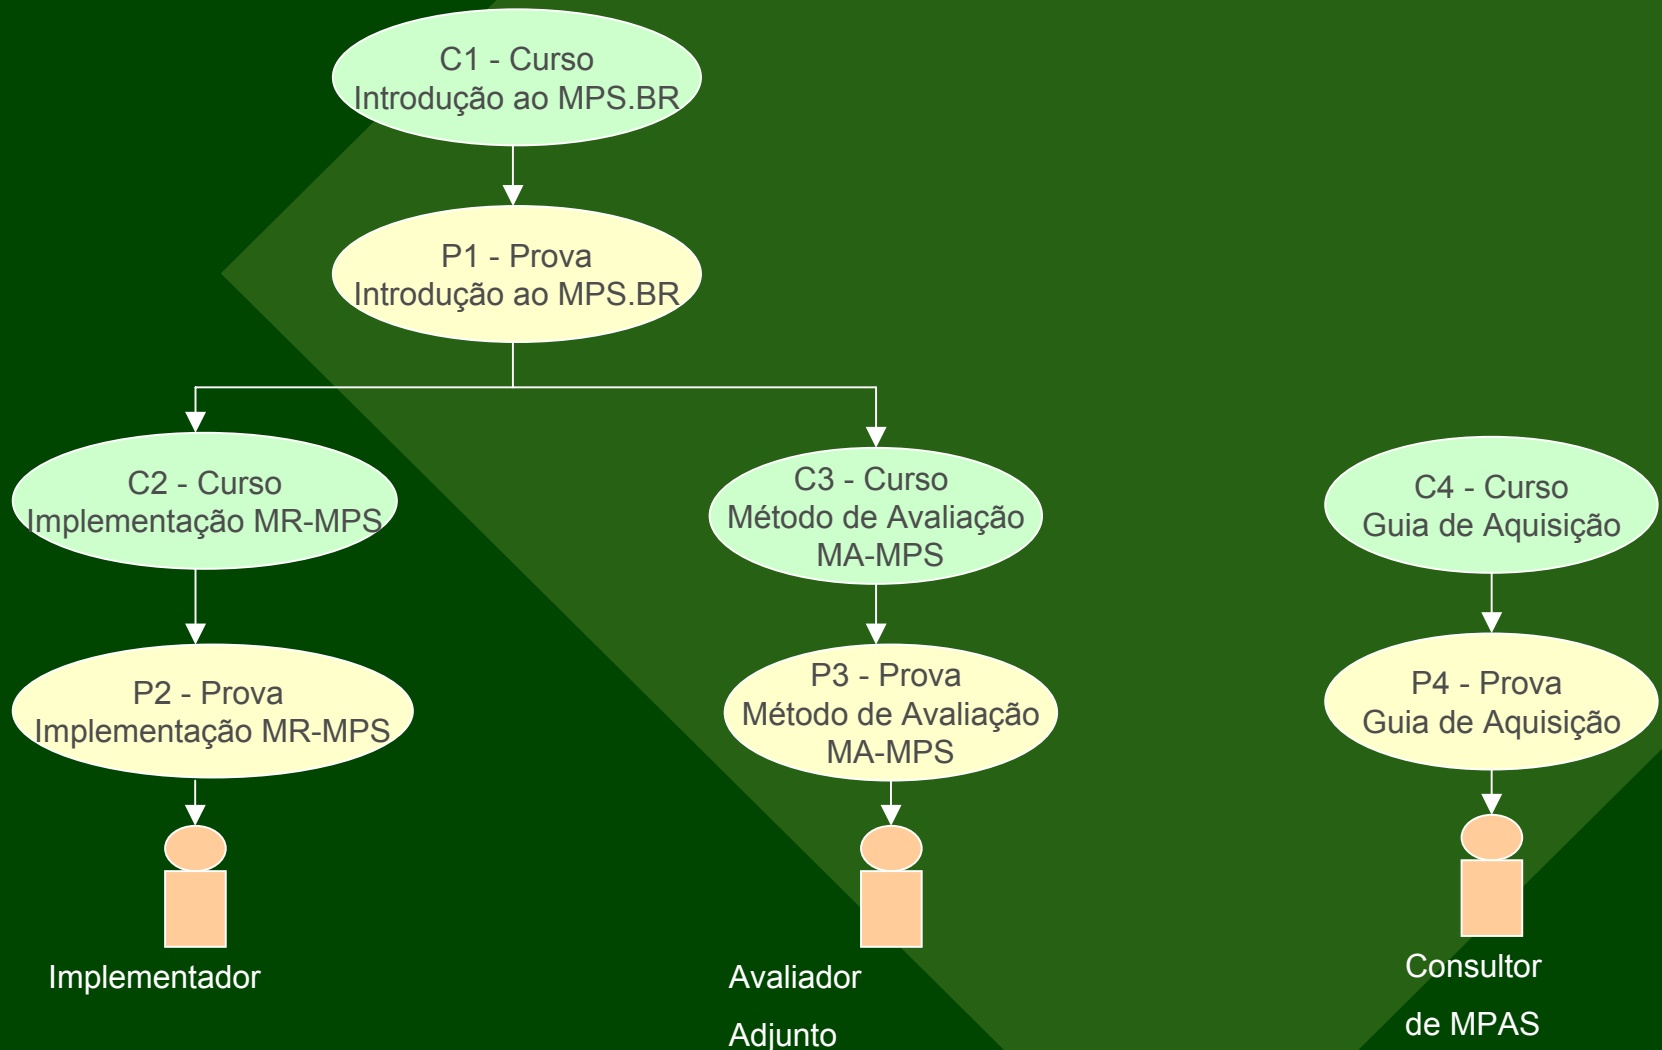 C1 - Curso
Introdução ao MPS.BR
P1 - Prova
Introdução ao MPS.BR
C2 - Curso
Implementação MR-MPS
C3 - Curso
Método de Avaliação
MA-MPS
C4 - Curso
Guia de Aquisição
P2 - Prova
Implementação MR-MPS
P3 - Prova
Método de Avaliação
MA-MPS
P4 - Prova
Guia de Aquisição
Implementador
Avaliador
Adjunto
Consultor
de MPAS